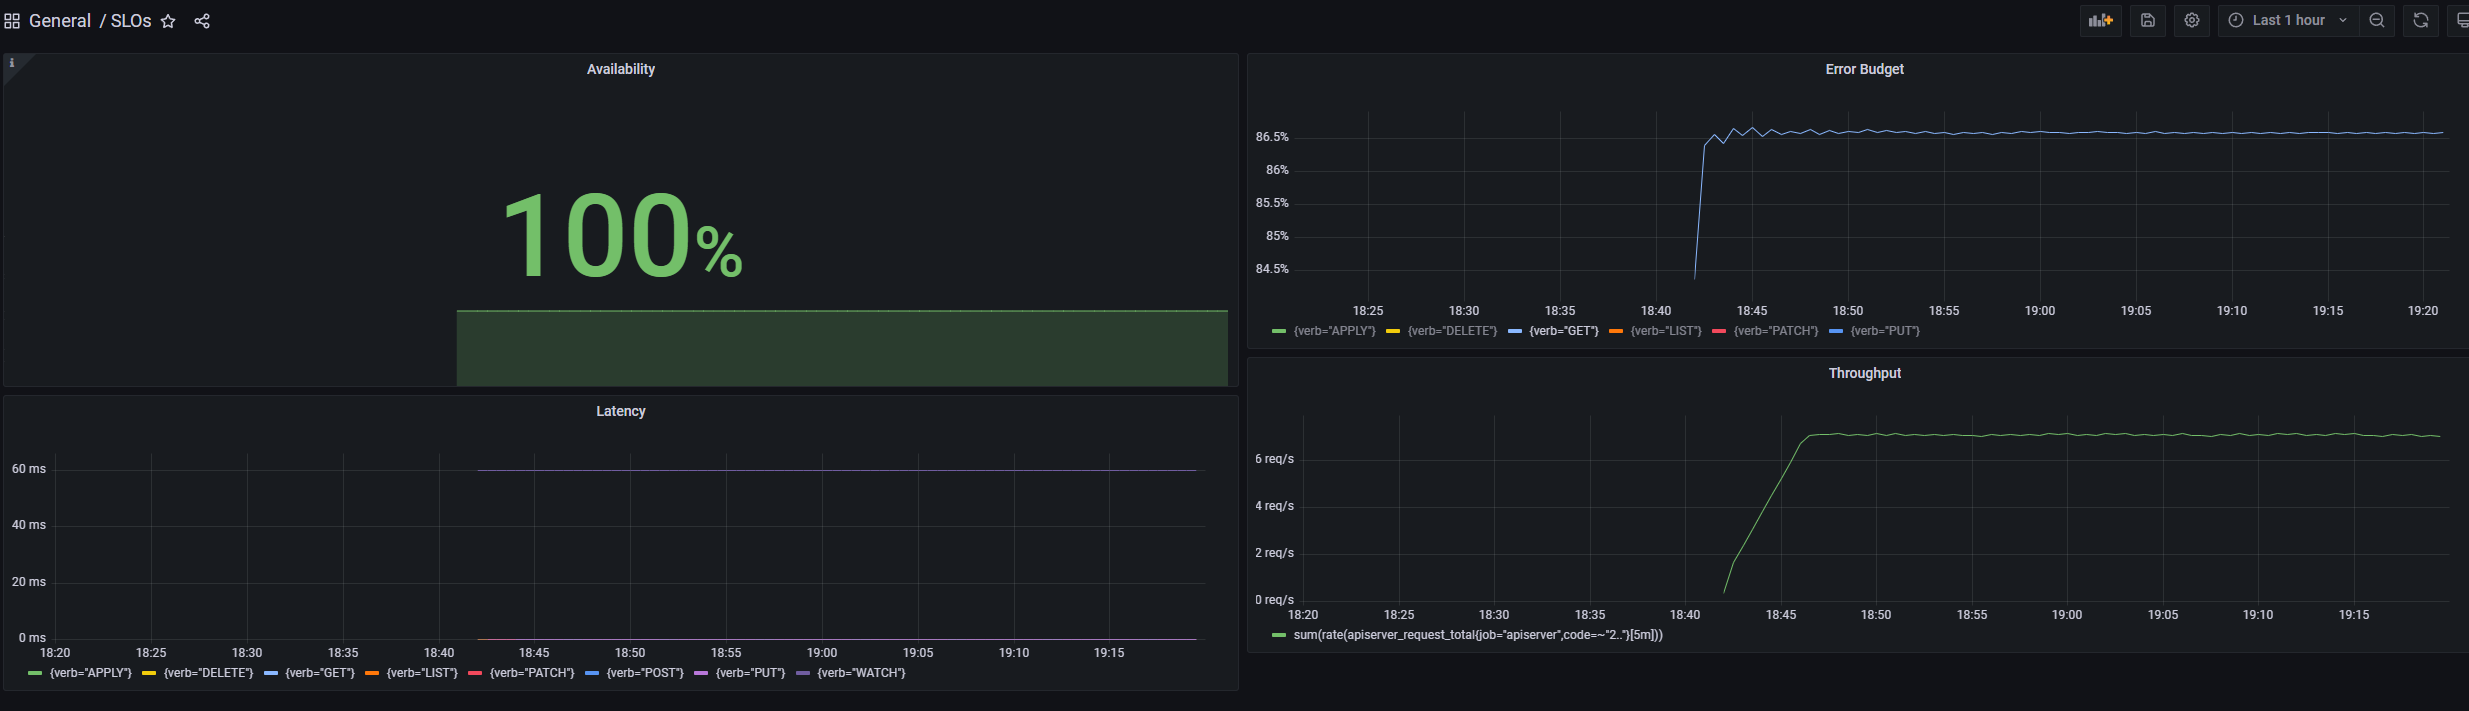 General / SLOs
Last 1 hour
i
Availability
100%
Error Budget
86.5%
86%
85.5%
85%
84.5%
18:25 18:30 18:35 18:40 18:45 18:50 18:55 19:00 19:05 19:10 19:15 19:20
{verb="APPLY"} {verb="DELETE"} {verb="GET"} {verb="LIST"} {verb="PATCH"} {verb="PUT"}
Latency
60 ms
40 ms
20 ms
0 ms
18:20 18:25 18:30 18:35 18:40 18:45 18:50 18:55 19:00 19:05 19:10 19:15
{verb="APPLY"} {verb="DELETE"} {verb="GET"} {verb="LIST"} {verb="PATCH"} {verb="POST"} {verb="PUT"} {verb="WATCH"}
Throughput
6 req/s
4 req/s
2 req/s
0 req/s
18:20 18:25 18:30 18:35 18:40 18:45 18:50 18:55 19:00 19:05 19:10 19:15
sum(rate(apiserver_request_total{job="apiserver",code=~"2.."}[5m]))